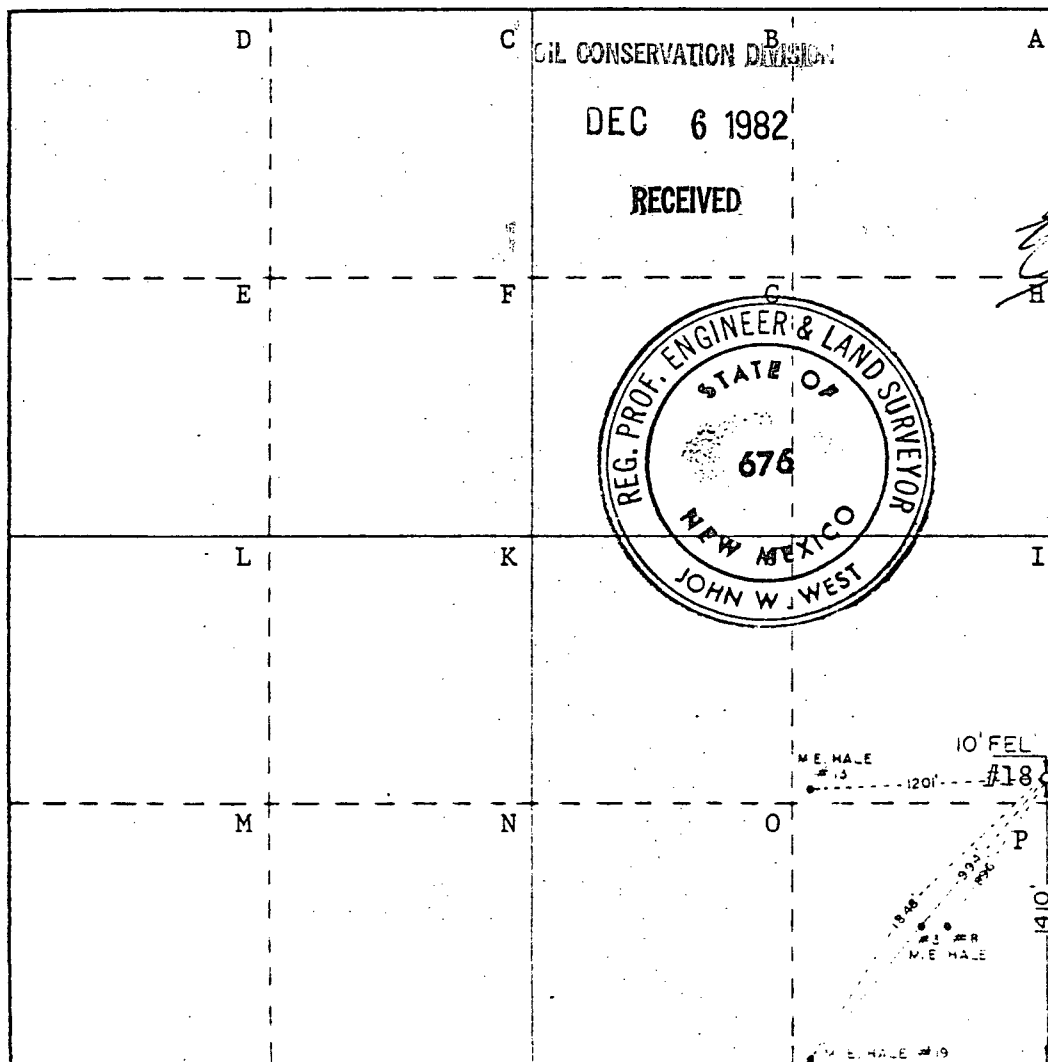 D C B A
OIL CONSERVATION DIVISION
DEC 6 1982
RECEIVED
E F G H
REG. PROF. ENGINEER & LAND SURVEYOR
STATE OF
676
NEW MEXICO
JOHN W. WEST
L K J I
10' FEL
M.E. HALE
#13
1201'
#18
M N O P
993'
896'
1848'
1410'
#3 #8
M.E. HALE
M.E. HALE #19